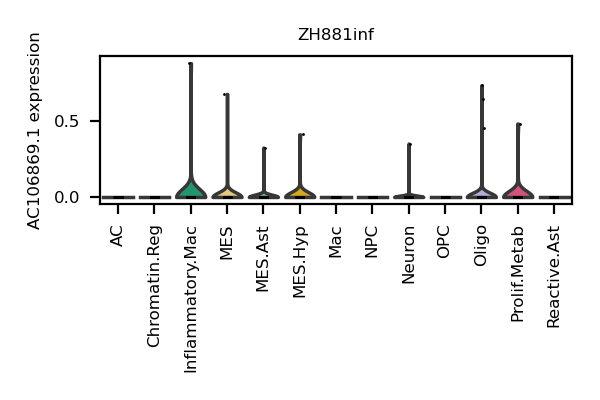 ZH881inf
AC106869.1 expression
0.5
0.0
AC
Chromatin.Reg
Inflammatory.Mac
MES
MES.Ast
MES.Hyp
Mac
NPC
Neuron
OPC
Oligo
Prolif.Metab
Reactive.Ast